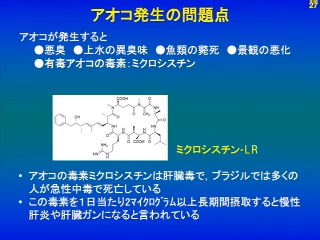 27
アオコ発生の問題点
アオコが発生すると
●悪臭 ●上水の異臭味 ●魚類の斃死 ●景観の悪化
●有毒アオコの毒素：ミクロシスチン
ミクロシスチン-LR
• アオコの毒素ミクロシスチンは肝臓毒で，ブラジルでは多くの
人が急性中毒で死亡している
• この毒素を１日当たり2ﾏｲｸﾛｸﾞﾗﾑ以上長期間摂取すると慢性
肝炎や肝臓ガンになると言われている